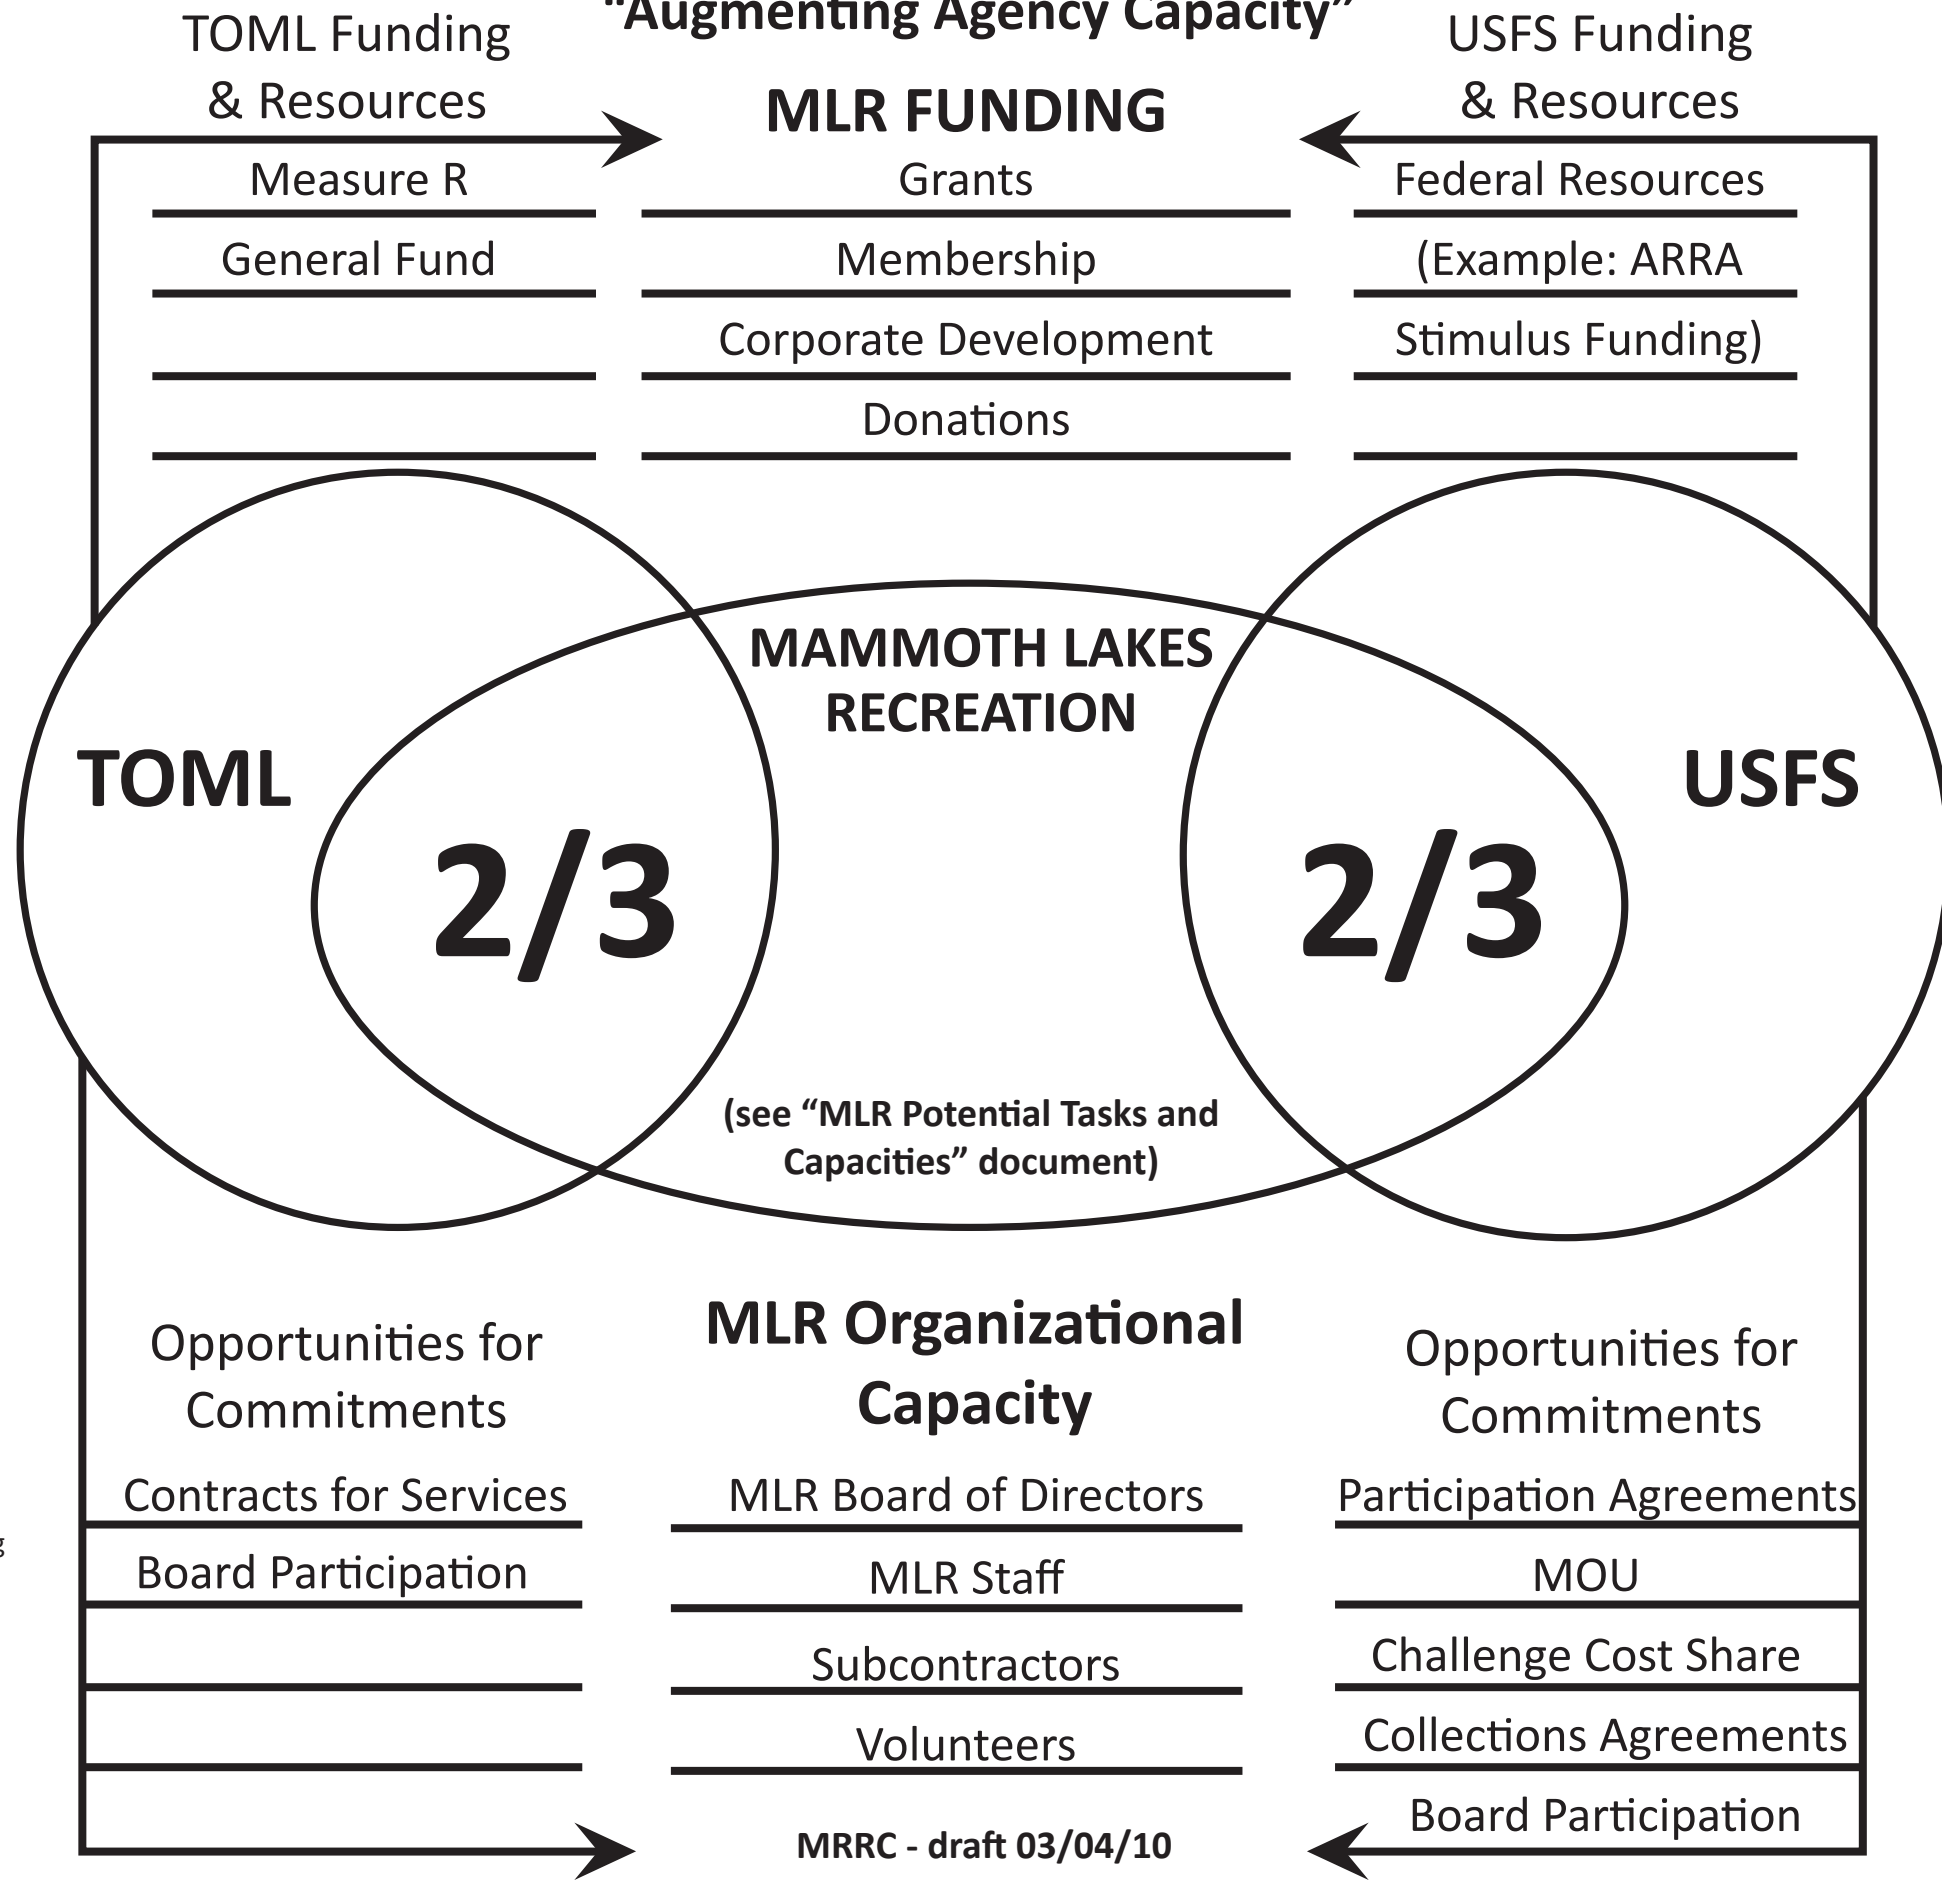 “Augmenting Agency Capacity”
TOML Funding
& Resources
MLR FUNDING
USFS Funding
& Resources
Measure R
General Fund
Grants
Membership
Corporate Development
Donations
Federal Resources
(Example: ARRA
Stimulus Funding)
MAMMOTH LAKES
RECREATION
TOML
USFS
2/3
2/3
(see “MLR Potential Tasks and
Capacities” document)
Opportunities for
Commitments
Contracts for Services
Board Participation
MLR Organizational
Capacity
MLR Board of Directors
MLR Staff
Subcontractors
Volunteers
Opportunities for
Commitments
Participation Agreements
MOU
Challenge Cost Share
Collections Agreements
Board Participation
MRRC - draft 03/04/10